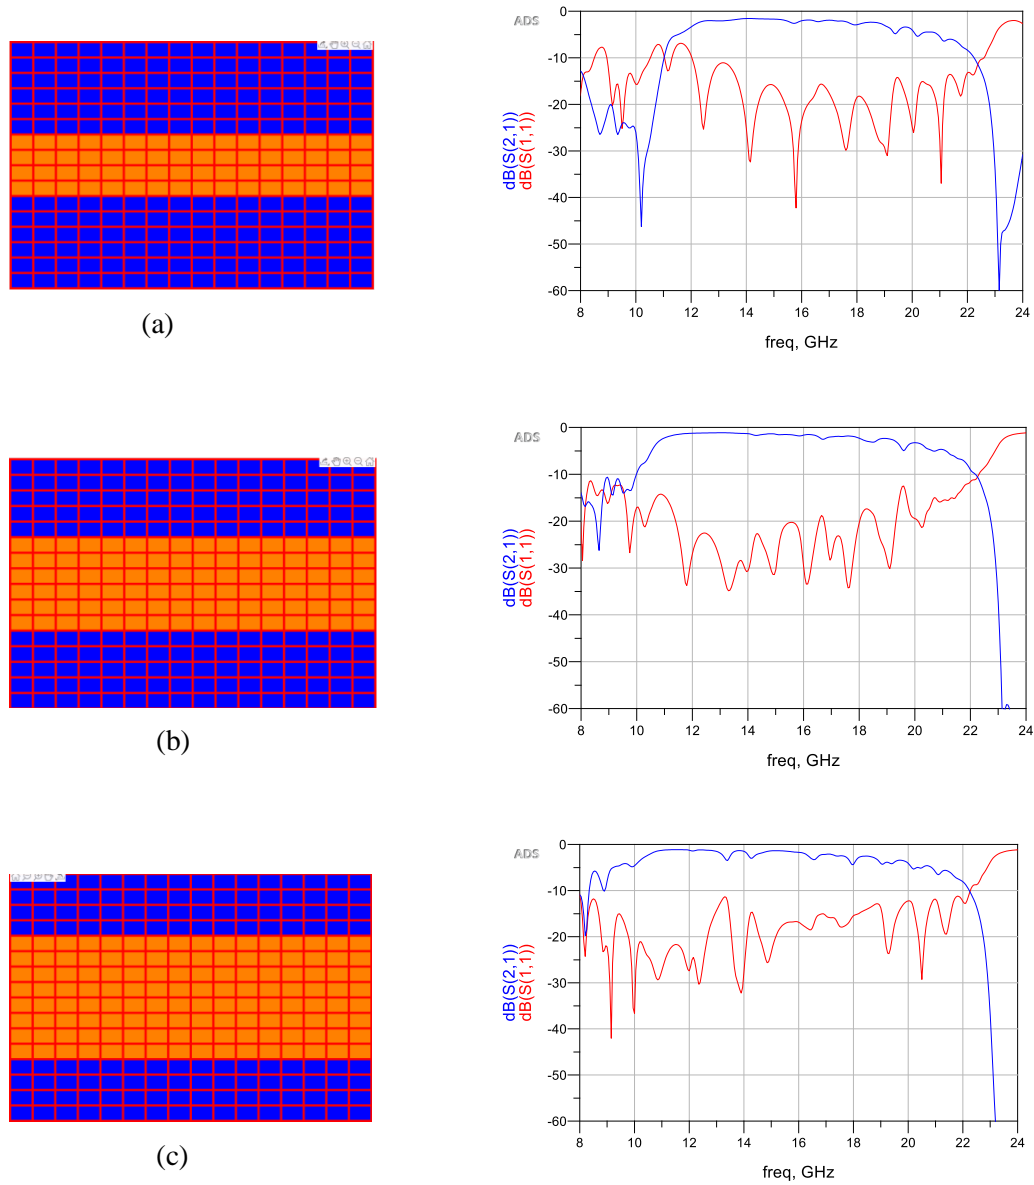 ADS
0
-10
-20
-30
-40
-50
-60
dB(S(2,1))
dB(S(1,1))
8 10 12 14 16 18 20 22 24
freq, GHz
(a)
ADS
0
-10
-20
-30
-40
-50
-60
dB(S(2,1))
dB(S(1,1))
8 10 12 14 16 18 20 22 24
freq, GHz
(b)
ADS
0
-10
-20
-30
-40
-50
-60
dB(S(2,1))
dB(S(1,1))
8 10 12 14 16 18 20 22 24
freq, GHz
(c)